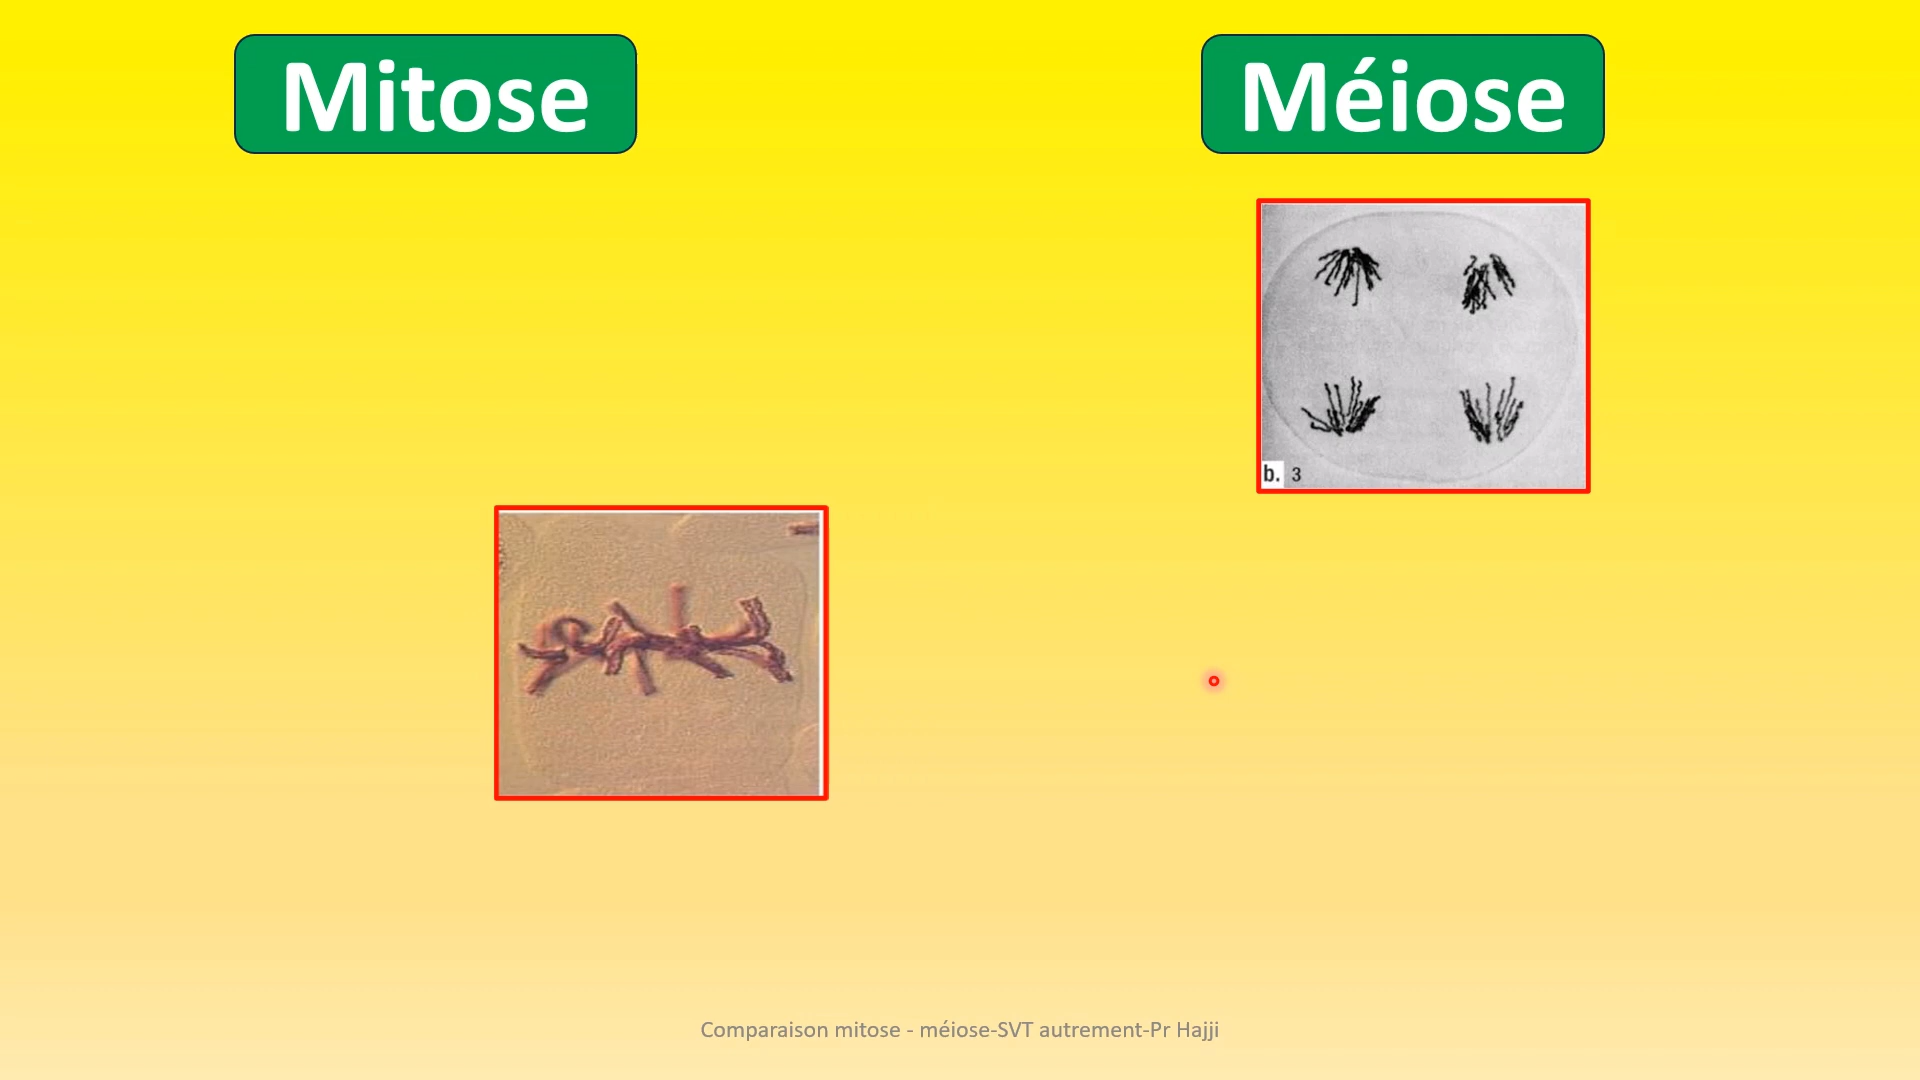 Mitose
Méiose
b. 3
Comparaison mitose - méiose-SVT autrement-Pr Hajji